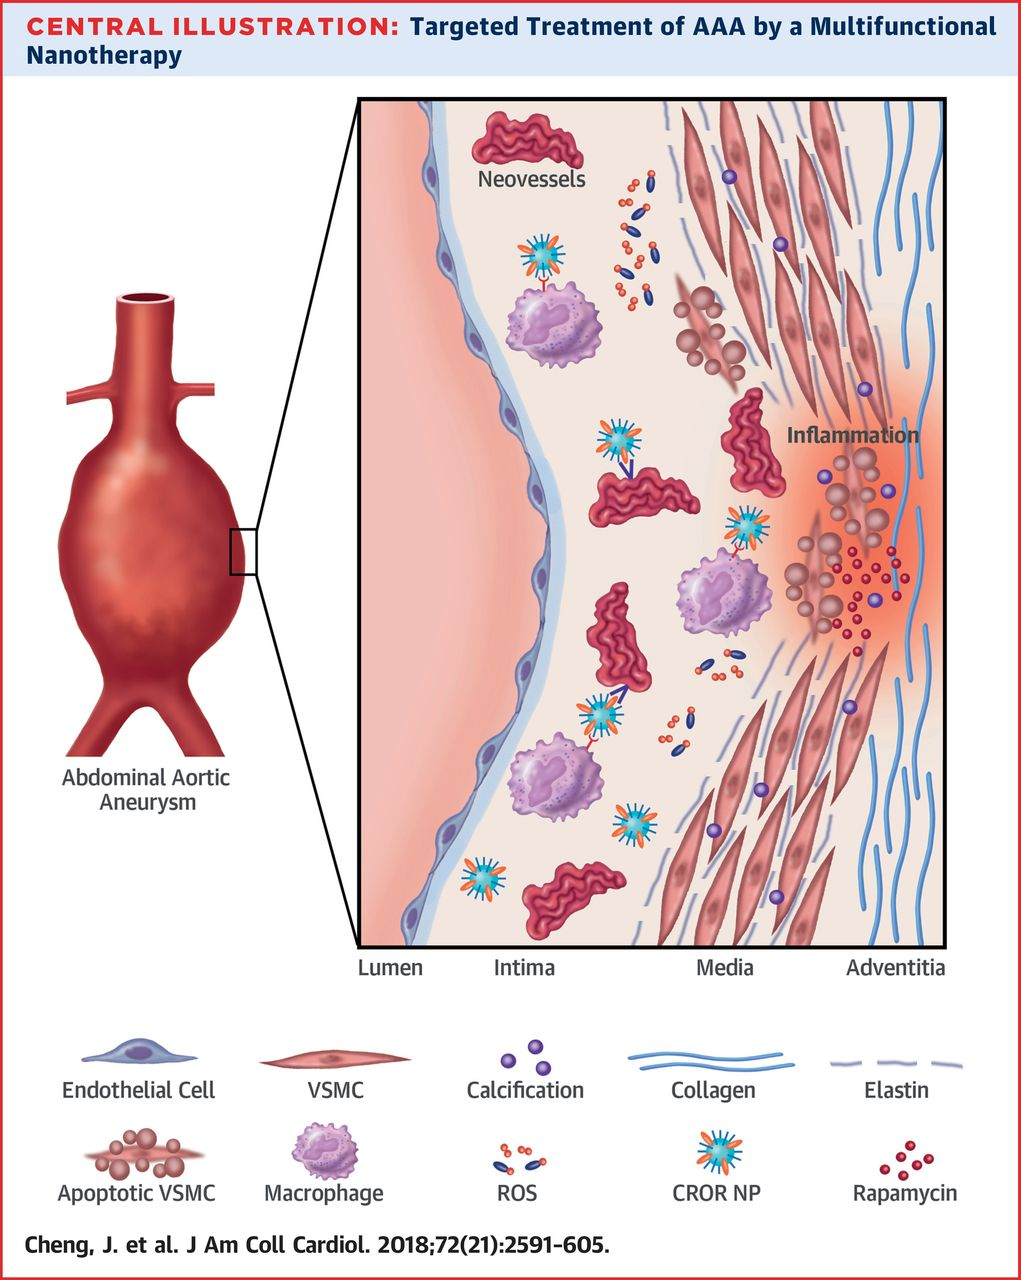 CENTRAL ILLUSTRATION: Targeted Treatment of AAA by a Multifunctional
Nanotherapy
Neovessels
Inflammation
Abdominal Aortic
Aneurysm
Lumen
Intima
Media
Adventitia
Endothelial Cell
VSMC
Calcification
Collagen
Elastin
Apoptotic VSMC
Macrophage
ROS
CROR NP
Rapamycin
Cheng, J. et al. J Am Coll Cardiol. 2018;72(21):2591–605.